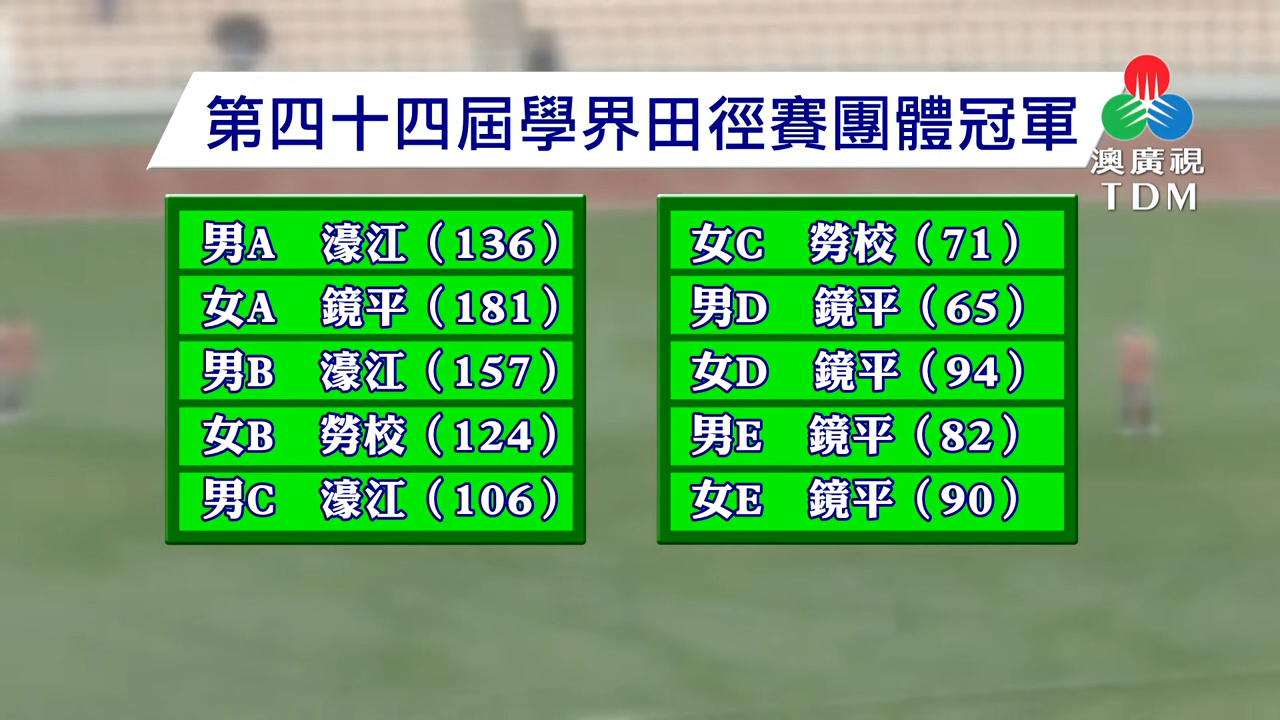 第四十四屆學界田徑賽團體冠軍
澳廣視
TDM
男A 濠江（136）
女A 鏡平（181）
男B 濠江（157）
女B 勞校（124）
男C 濠江（106）
女C 勞校（71）
男D 鏡平（65）
女D 鏡平（94）
男E 鏡平（82）
女E 鏡平（90）